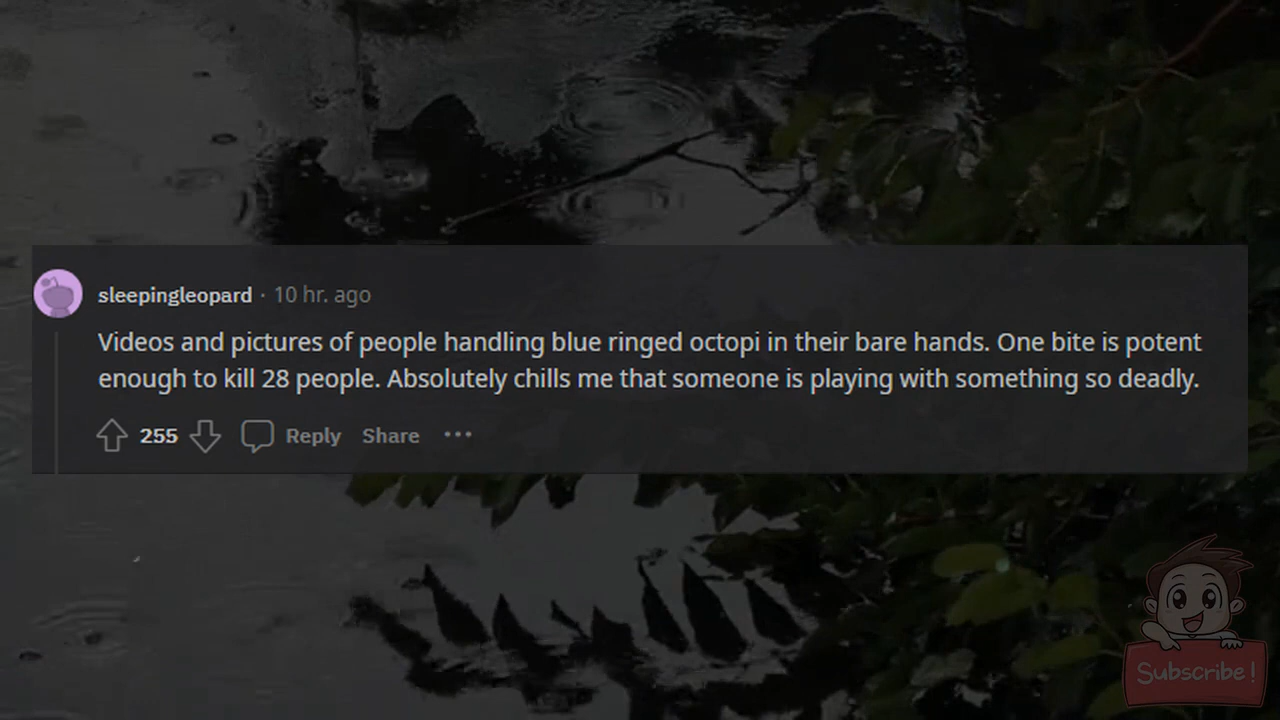 sleepingleopard · 10 hr. ago
Videos and pictures of people handling blue ringed octopi in their bare hands. One bite is potent
enough to kill 28 people. Absolutely chills me that someone is playing with something so deadly.
255 Reply Share ···
Subscribe!